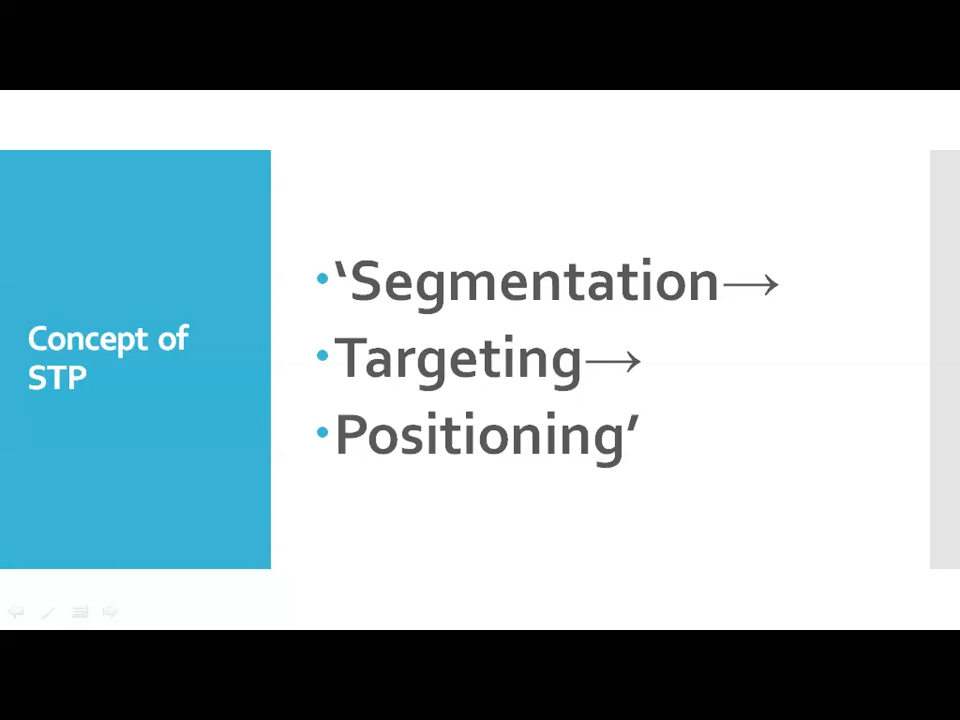 Concept of
STP
• ‘Segmentation→
• Targeting→
• Positioning’